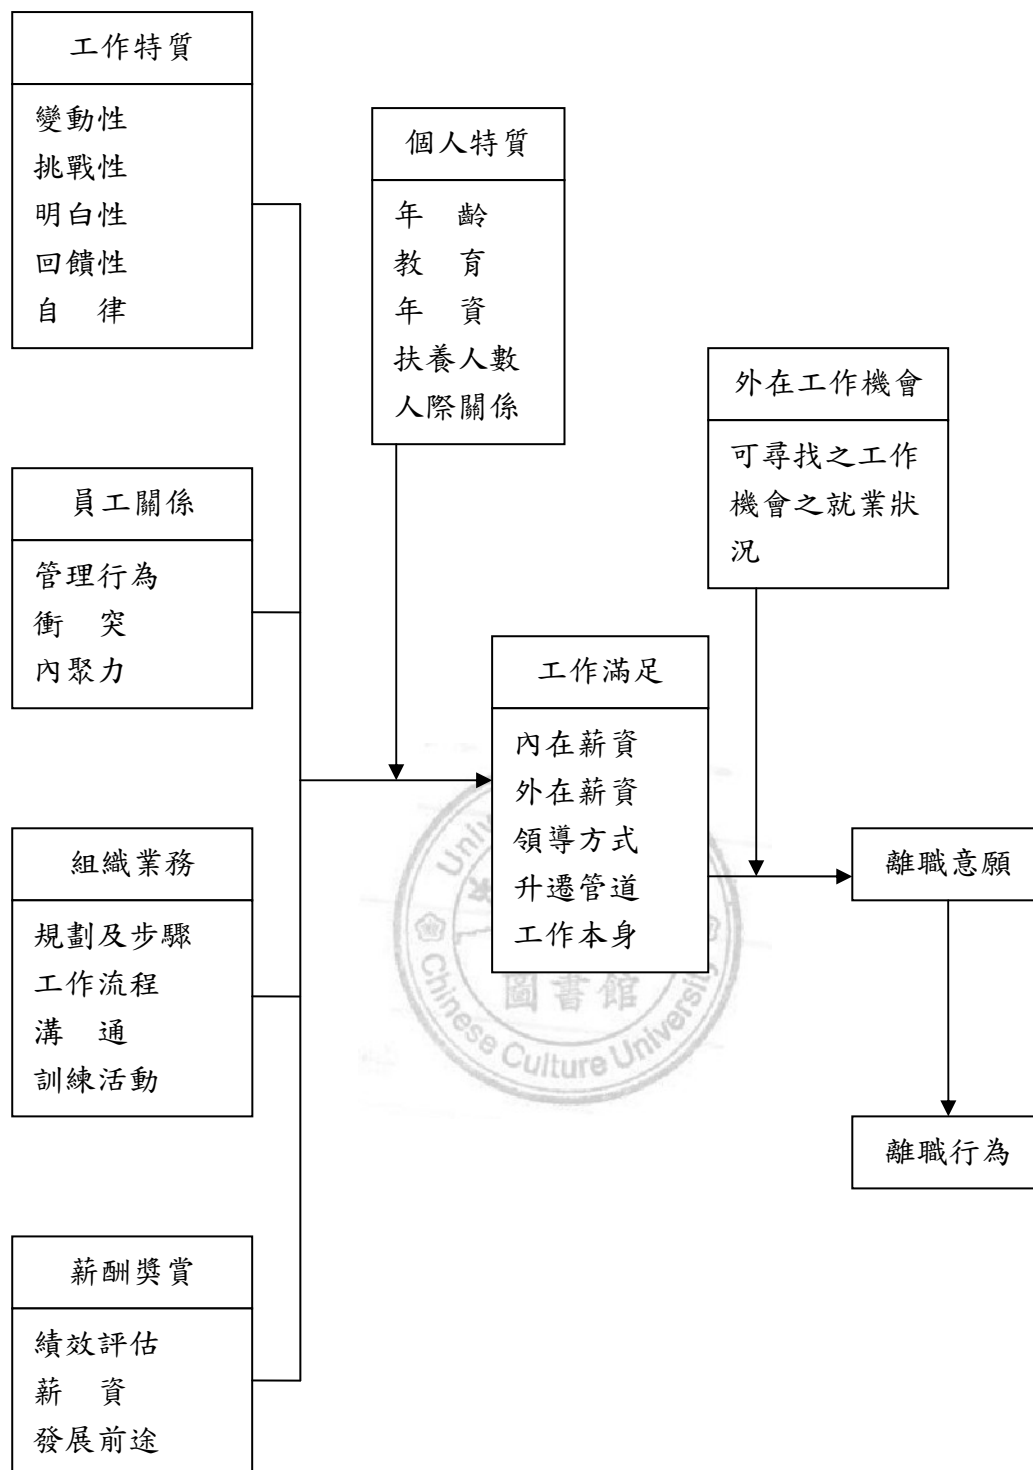 工作特質
變動性
挑戰性
明白性
回饋性
自 律
個人特質
年 齡
教 育
年 資
扶養人數
人際關係
外在工作機會
可尋找之工作
機會之就業狀
況
員工關係
管理行為
衝 突
內聚力
工作滿足
內在薪資
外在薪資
領導方式
升遷管道
工作本身
組織業務
規劃及步驟
工作流程
溝 通
訓練活動
離職意願
離職行為
薪酬獎賞
績效評估
薪 資
發展前途
圖書館
Chinese Culture University